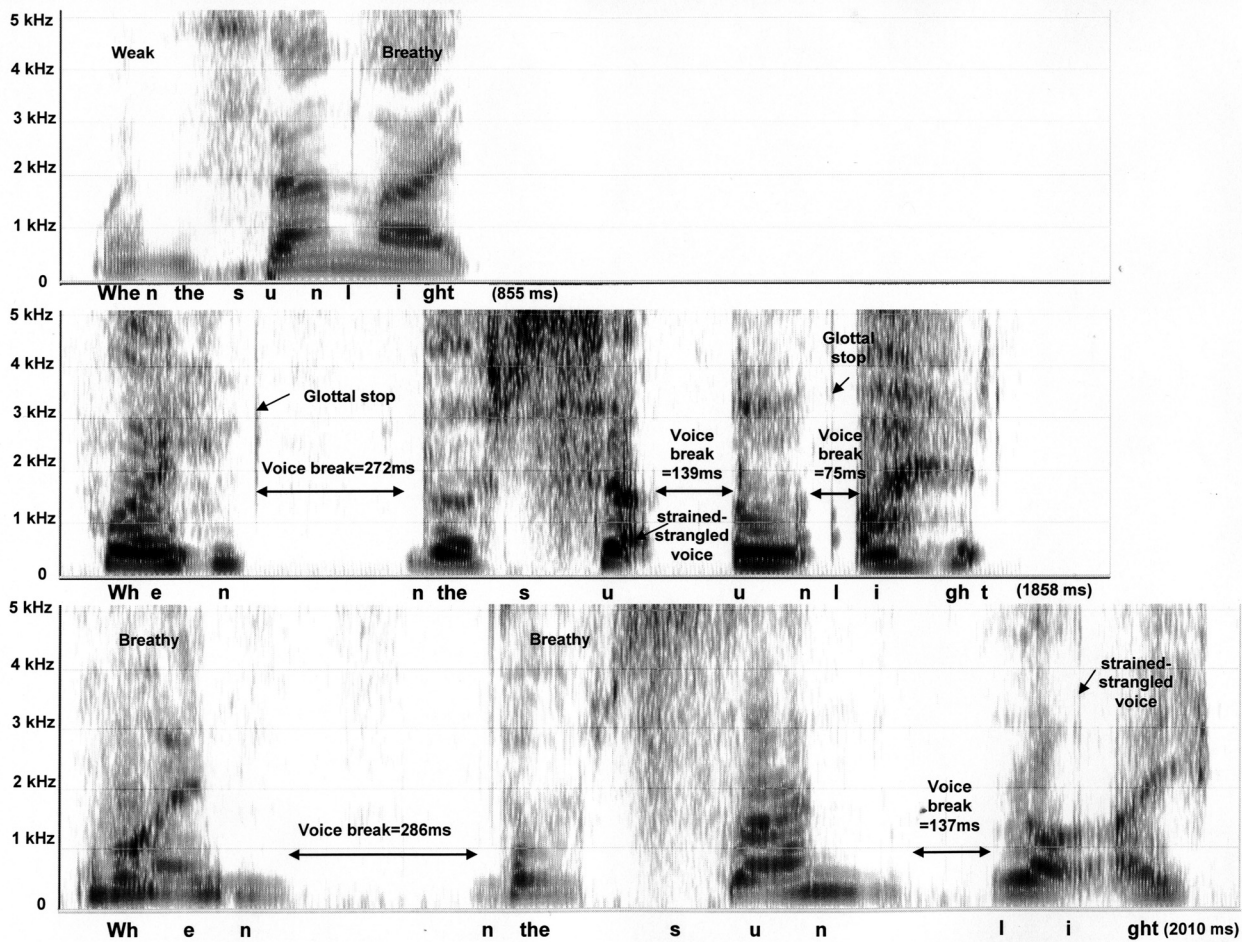 5 kHz
Weak
Breathy
4 kHz
3 kHz
2 kHz
1 kHz
0
Whe n the s u n l i ght (855 ms)
5 kHz
Glottal stop
4 kHz
Glottal stop
3 kHz
Voice break=272ms
Voice break =139ms
Voice break =75ms
2 kHz
1 kHz
strained-strangled voice
0
Wh e n n the s u u n l i gh t (1858 ms)
5 kHz
Breathy
Breathy
4 kHz
strained-strangled voice
3 kHz
2 kHz
Voice break =137ms
Voice break=286ms
1 kHz
0
Wh e n n the s u n l i ght (2010 ms)